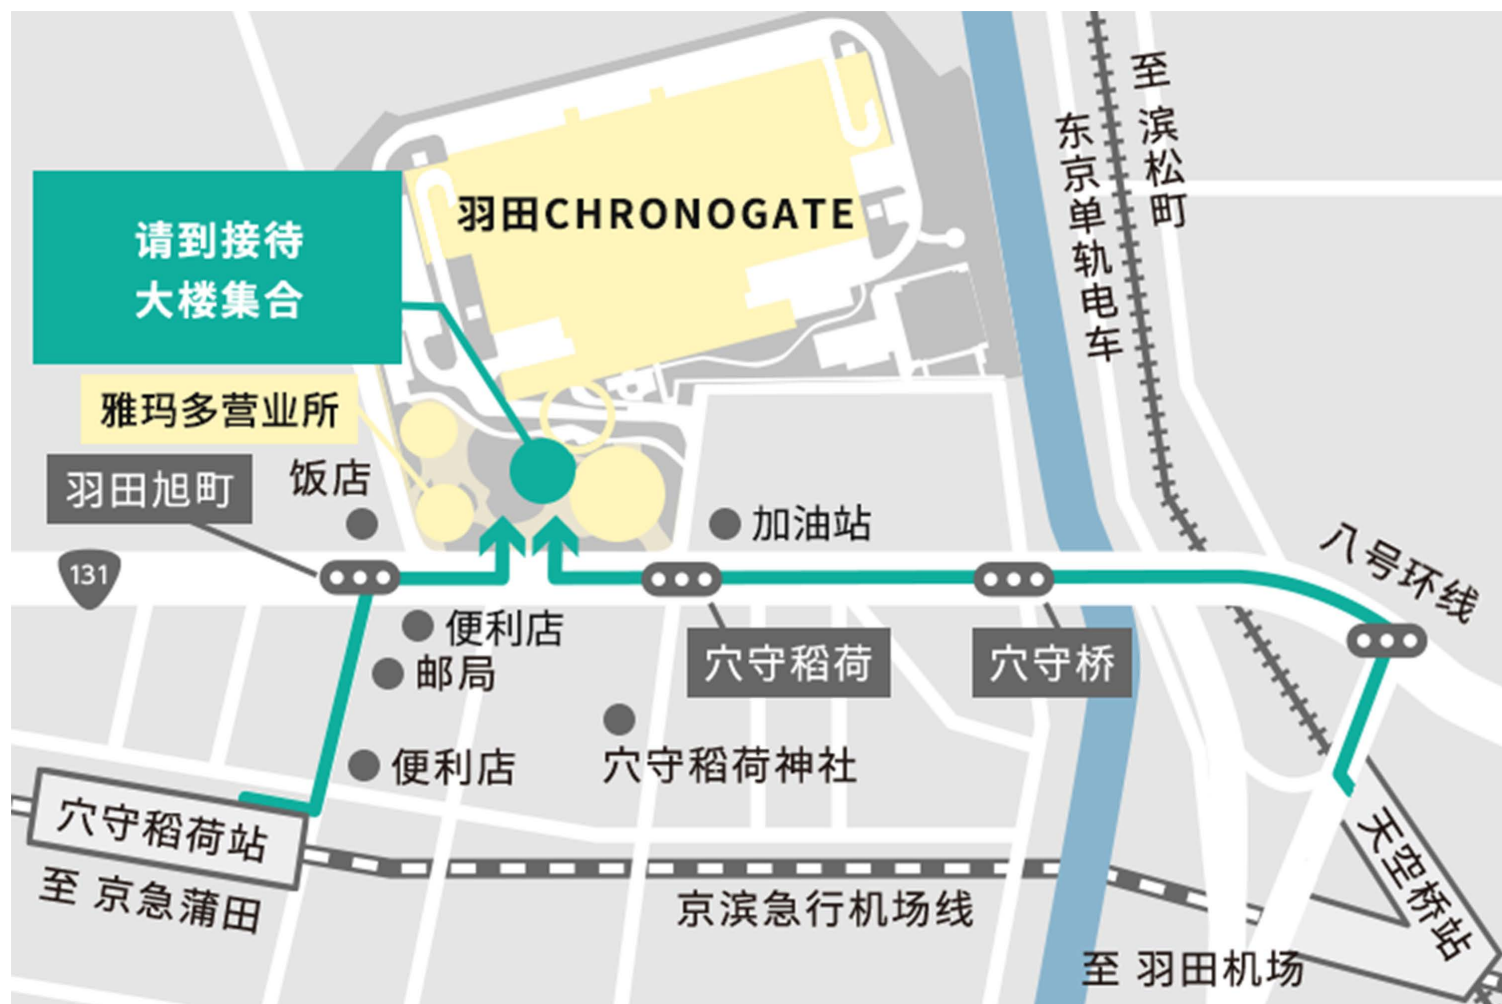 至 滨松町
东京单轨电车
羽田CHRONOGATE
请到接待
大楼集合
雅玛多营业所
羽田旭町
饭店
加油站
131
八号环线
便利店
邮局
穴守稻荷
穴守桥
穴守稻荷神社
便利店
穴守稻荷站
至 京急蒲田
京滨急行机场线
天空桥站
至 羽田机场